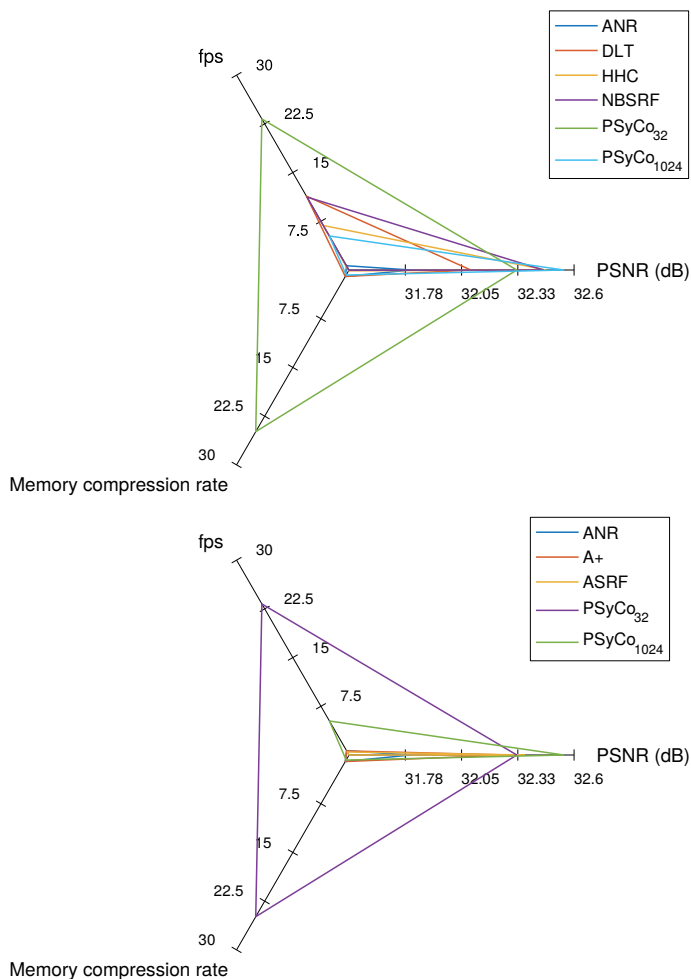 ANR
DLT
HHC
NBSRF
PSyCo32
PSyCo1024
fps
30
22.5
15
7.5
PSNR (dB)
31.78
32.05
32.33
32.6
7.5
15
22.5
30
Memory compression rate
ANR
A+
ASRF
PSyCo32
PSyCo1024
fps
30
22.5
15
7.5
PSNR (dB)
31.78
32.05
32.33
32.6
7.5
15
22.5
30
Memory compression rate